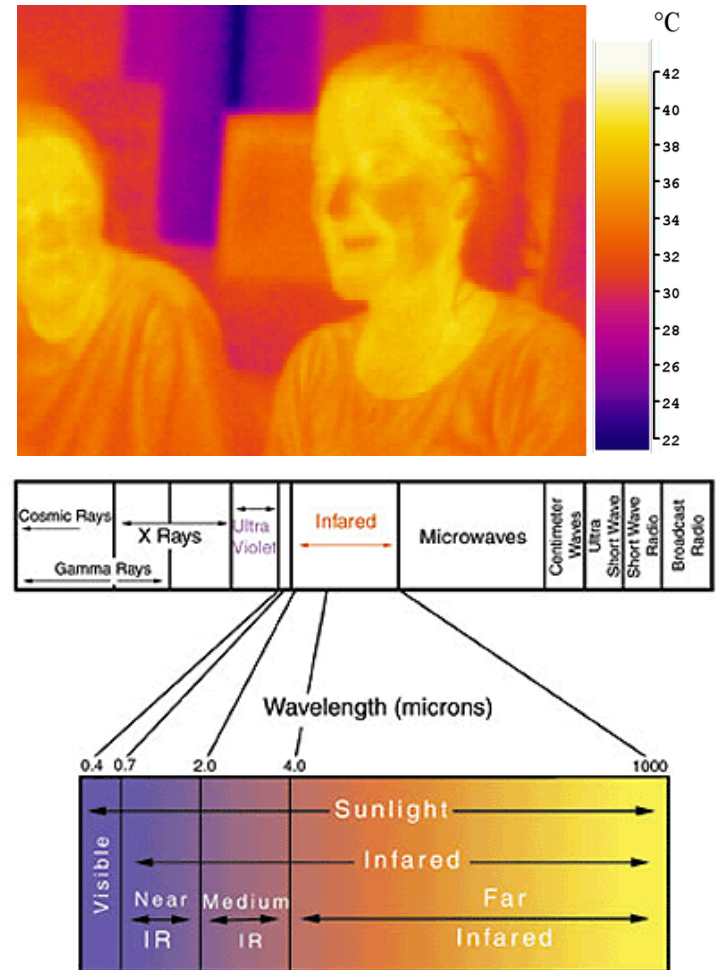 °C
42
40
38
36
34
32
30
28
26
24
22
Cosmic Rays
X Rays
Gamma Rays
Ultra
Violet
Infared
Microwaves
Centimeter
Waves
Ultra
Short Wave
Short Wave
Radio
Broadcast
Radio
Wavelength (microns)
0.4 0.7 2.0 4.0 1000
Visible
Sunlight
Infared
Near
IR
Medium
IR
Far
Infared